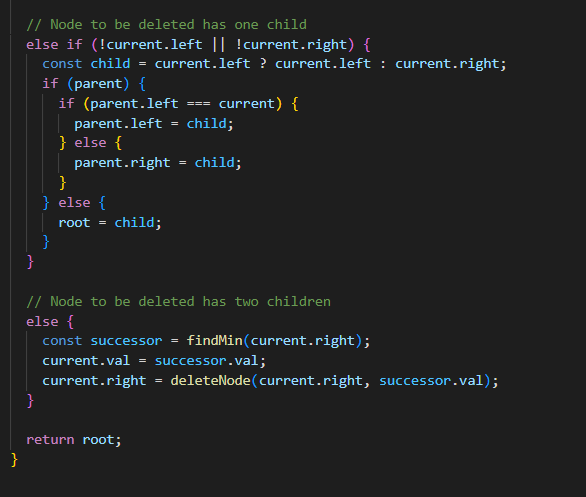 // Node to be deleted has one child
else if (!current.left || !current.right) {
const child = current.left ? current.left : current.right;
if (parent) {
if (parent.left === current) {
parent.left = child;
} else {
parent.right = child;
}
} else {
root = child;
}
}
// Node to be deleted has two children
else {
const successor = findMin(current.right);
current.val = successor.val;
current.right = deleteNode(current.right, successor.val);
}
return root;
}